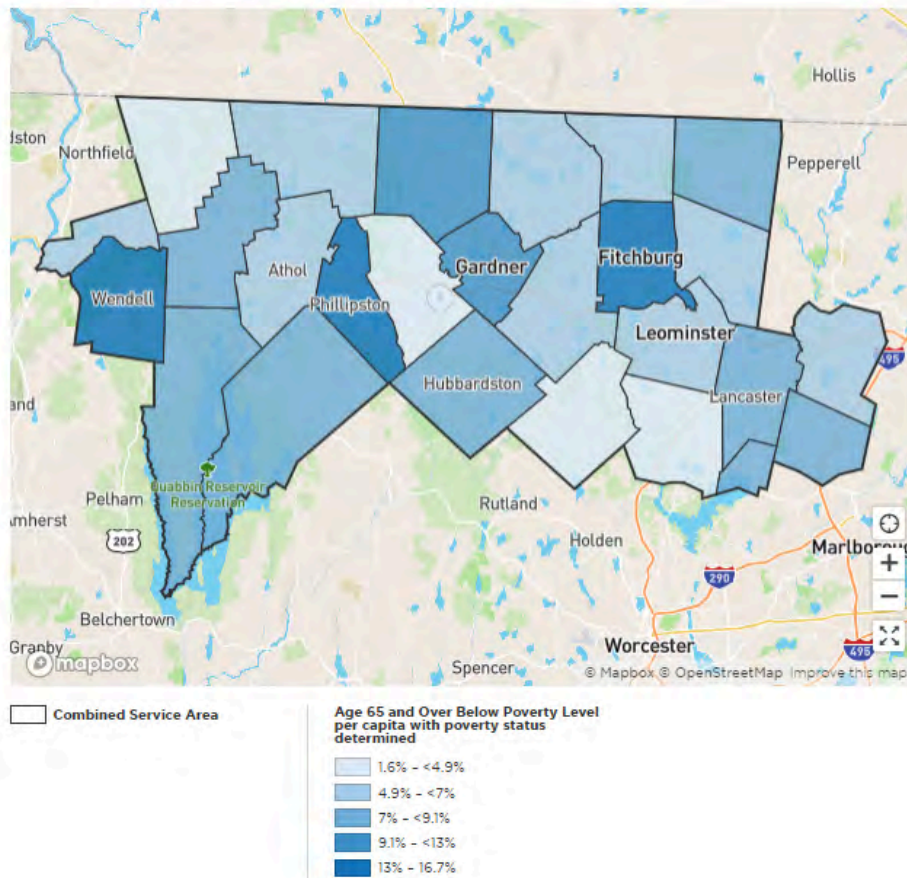 Hollis
dston
Northfield
Pepperell
Athol
Gardner
Fitchburg
Wendell
Phillipston
Leominster
495
Hubbardston
Lancaster
and
Quabbin Reservoir
Reservation
Pelham
Rutland
Amherst
202
Holden
Marlboroug
290
+
−
Belchertown
Granby
Worcester
495
mapbox
Spencer
© Mapbox © OpenStreetMap Improve this map
Combined Service Area
Age 65 and Over Below Poverty Level
per capita with poverty status
determined
1.6% - <4.9%
4.9% - <7%
7% - <9.1%
9.1% - <13%
13% - 16.7%